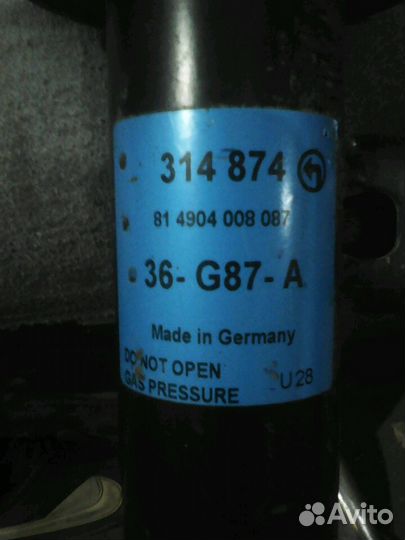 314 874
81 4904 008 087
36- G87- A
Made in Germany
DO NOT OPEN
GAS PRESSURE U28
Avito